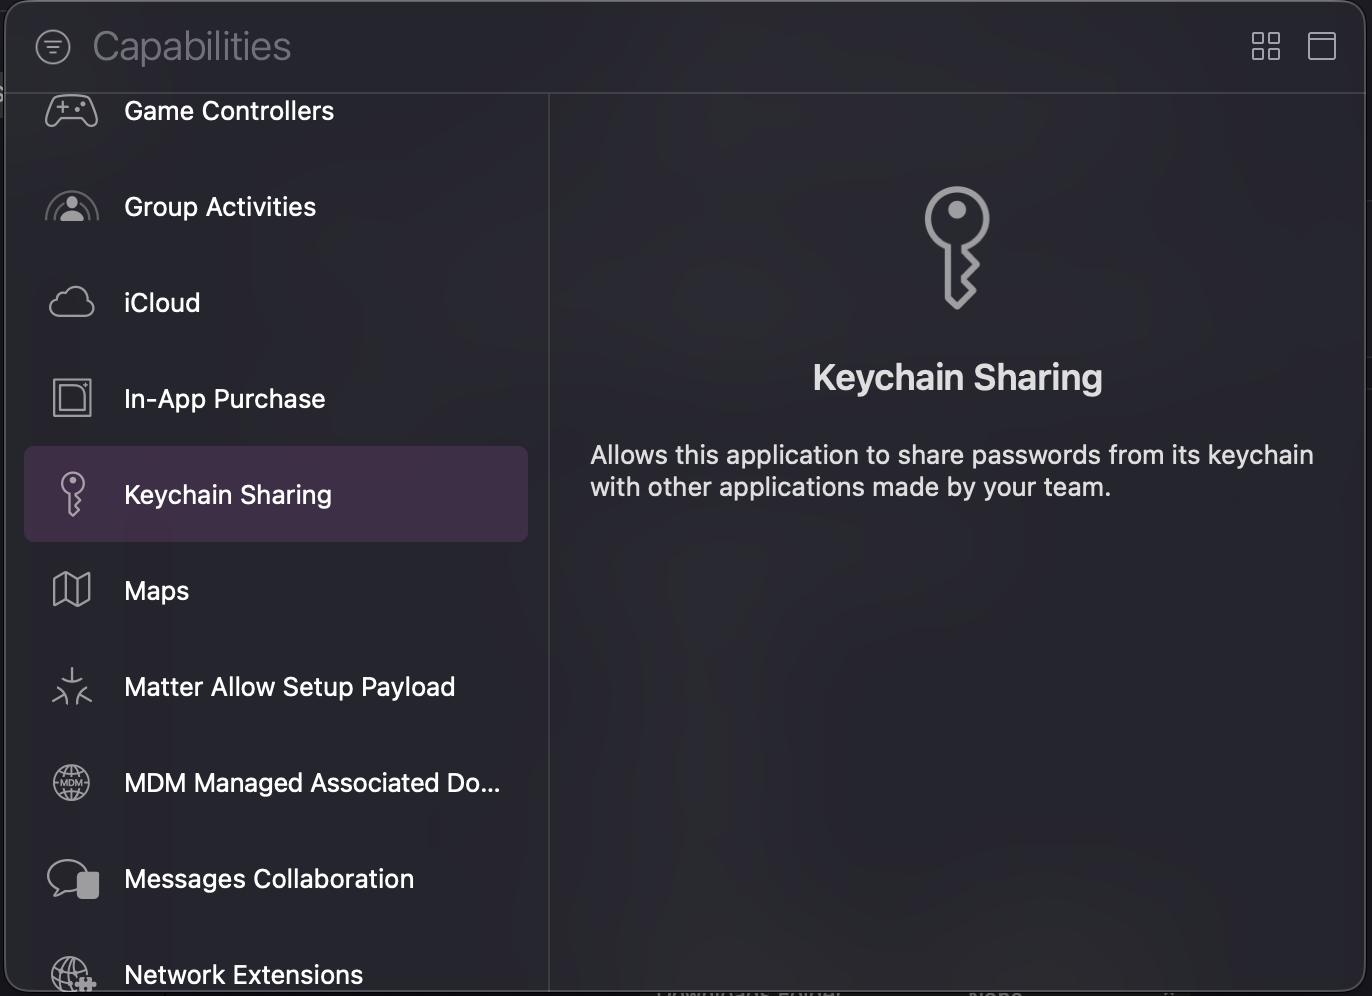 Capabilities
Game Controllers
Group Activities
iCloud
In-App Purchase
Keychain Sharing
Maps
Matter Allow Setup Payload
MDM
MDM Managed Associated Do...
Messages Collaboration
Network Extensions
Keychain Sharing
Allows this application to share passwords from its keychain
with other applications made by your team.